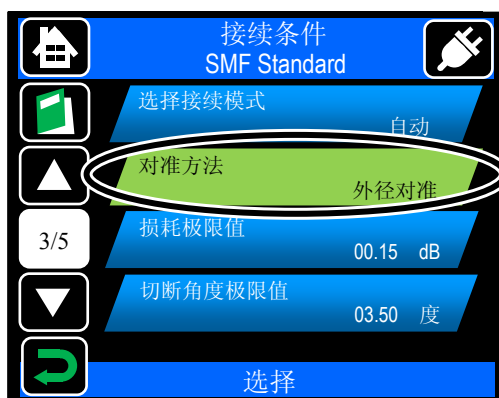 接续条件
SMF Standard
选择接续模式
自动
对准方法
外径对准
3/5
损耗极限值
00.15 dB
切断角度极限值
03.50 度
选择